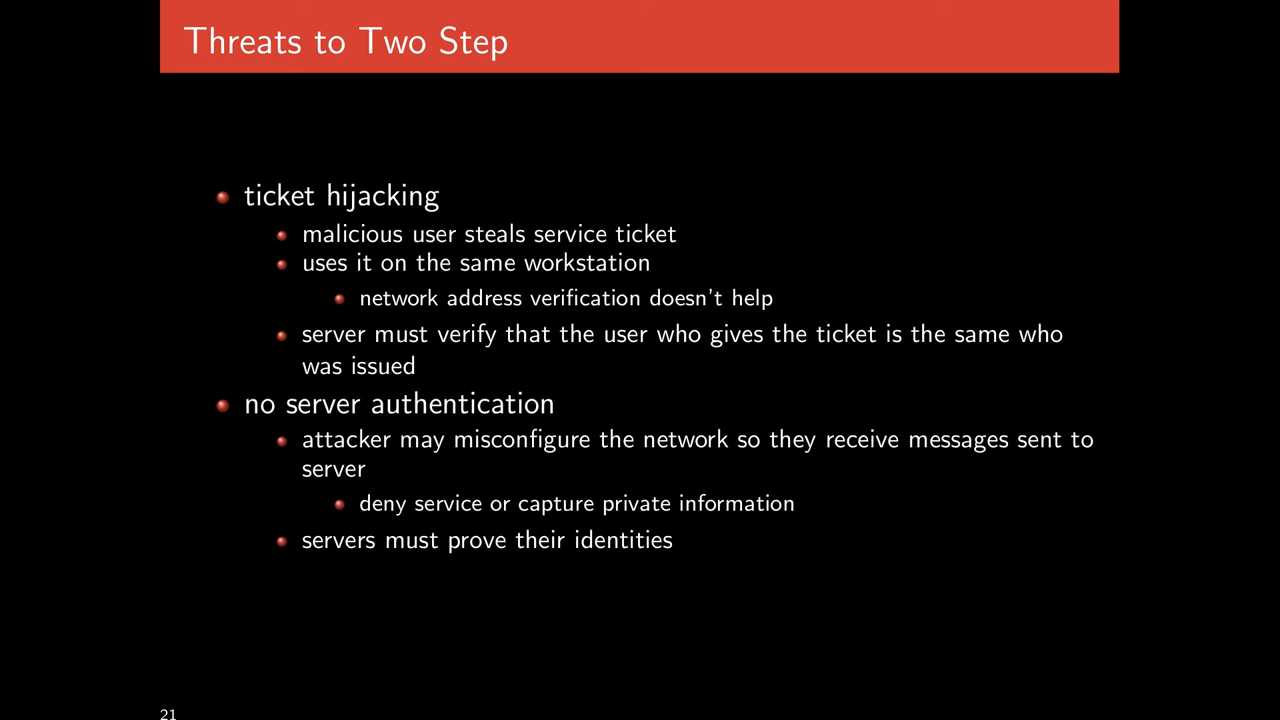 Threats to Two Step
ticket hijacking
malicious user steals service ticket
uses it on the same workstation
network address verification doesn't help
server must verify that the user who gives the ticket is the same who
was issued
no server authentication
attacker may misconfigure the network so they receive messages sent to
server
deny service or capture private information
servers must prove their identities
21